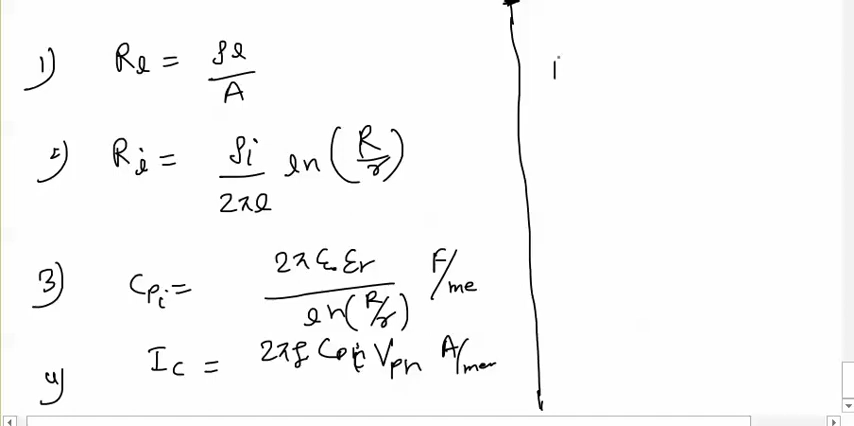 1) Rl = ρl / A
2) Ri = ρi / 2πl ln(R/r)
3) Cpi = 2πε₀εr / ln(R/r) F/me
4) Ic = 2πf Cpi Vph A/mer
i